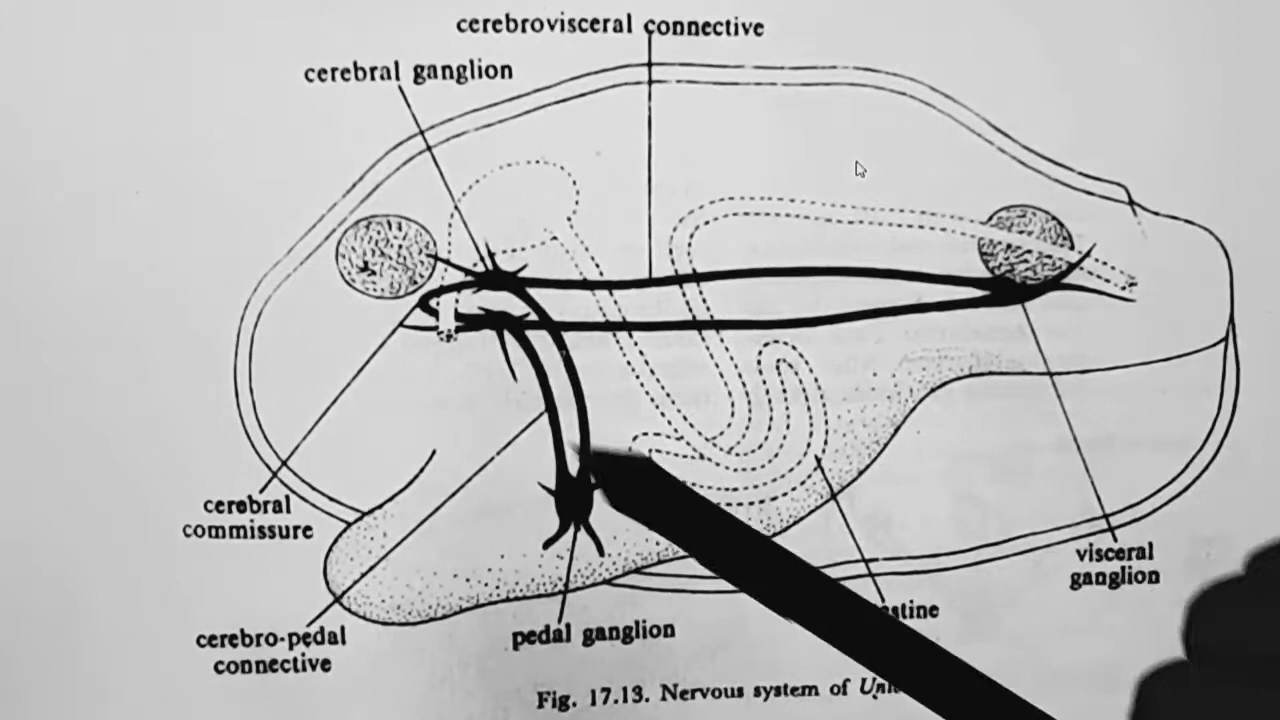 cerebrovisceral connective
cerebral ganglion
cerebral
commissure
visceral
ganglion
stine
cerebro-pedal
connective
pedal ganglion
Fig. 17.13. Nervous system of